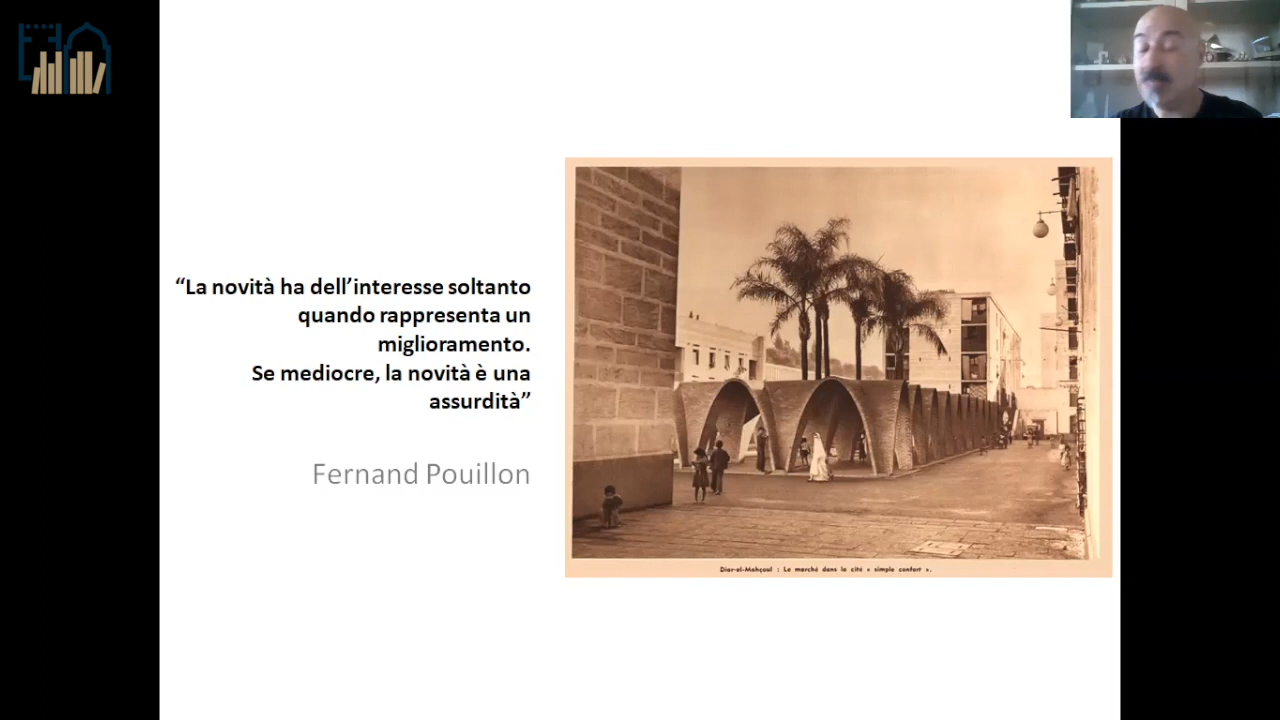 “La novità ha dell’interesse soltanto
quando rappresenta un
miglioramento.
Se mediocre, la novità è una
assurdità”
Fernand Pouillon
Diar-el-Mahçoul : Le marché dans la cité « simple confort ».